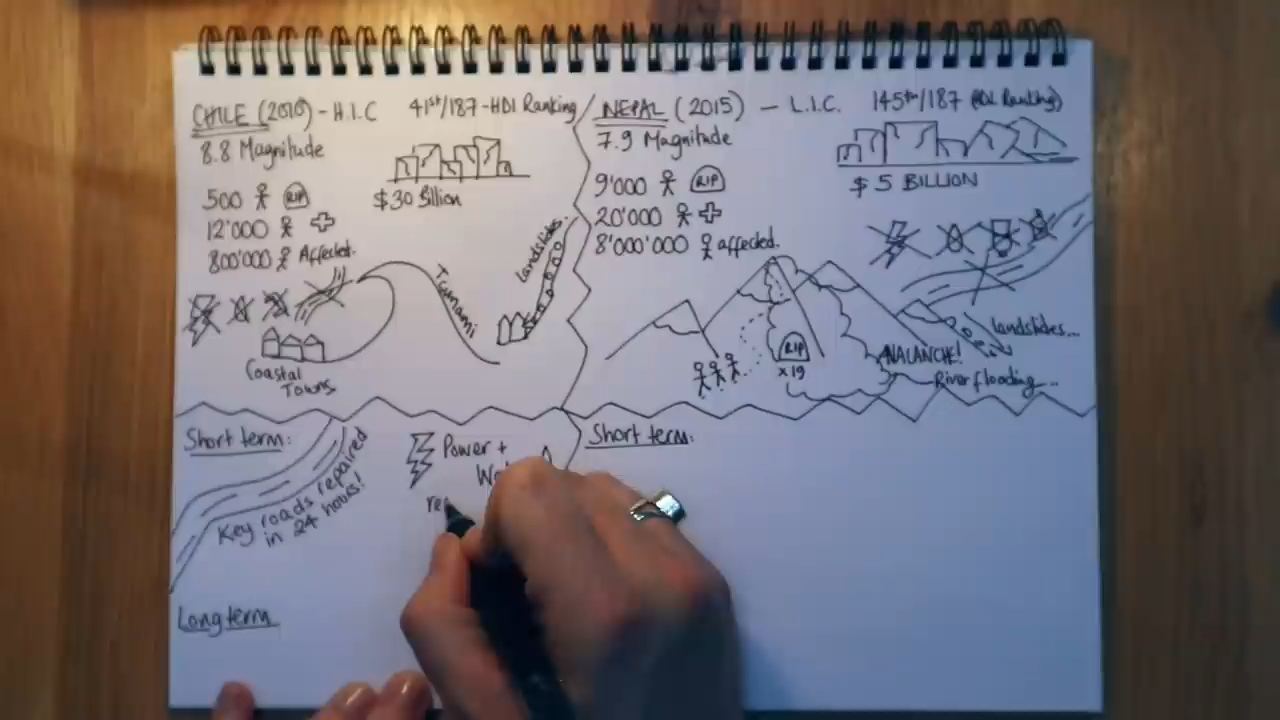 CHILE (2010) - H.I.C 41st/187 - HDI Ranking
8.8 Magnitude
500 RIP
12'000
800'000 Affected.
$30 Billion
Landslides.
Tsunami
Coastal
Towns
NEPAL (2015) - L.I.C. 145th/187 HDI Ranking)
7.9 Magnitude
9'000 RIP
20'000
8'000'000 affected.
$5 BILLION
RIP
x19
AVALANCHE!
Landslides...
River flooding...
Short term:
Key roads repaired
in 24 hours!
Power +
re
Long term
Short term: